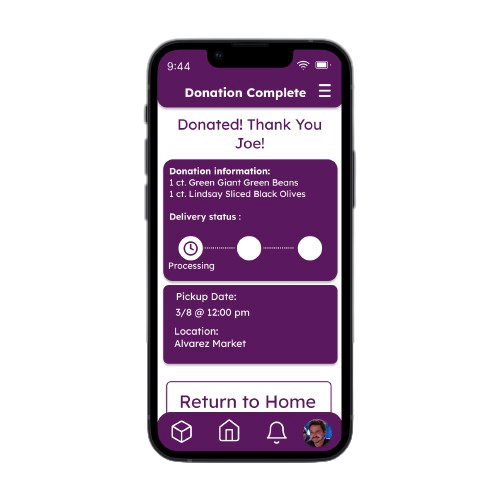 9:44
Donation Complete
Donated! Thank You
Joe!
Donation information:
1 ct. Green Giant Green Beans
1 ct. Lindsay Sliced Black Olives
Delivery status :
Processing
Pickup Date:
3/8 @ 12:00 pm
Location:
Alvarez Market
Return to Home